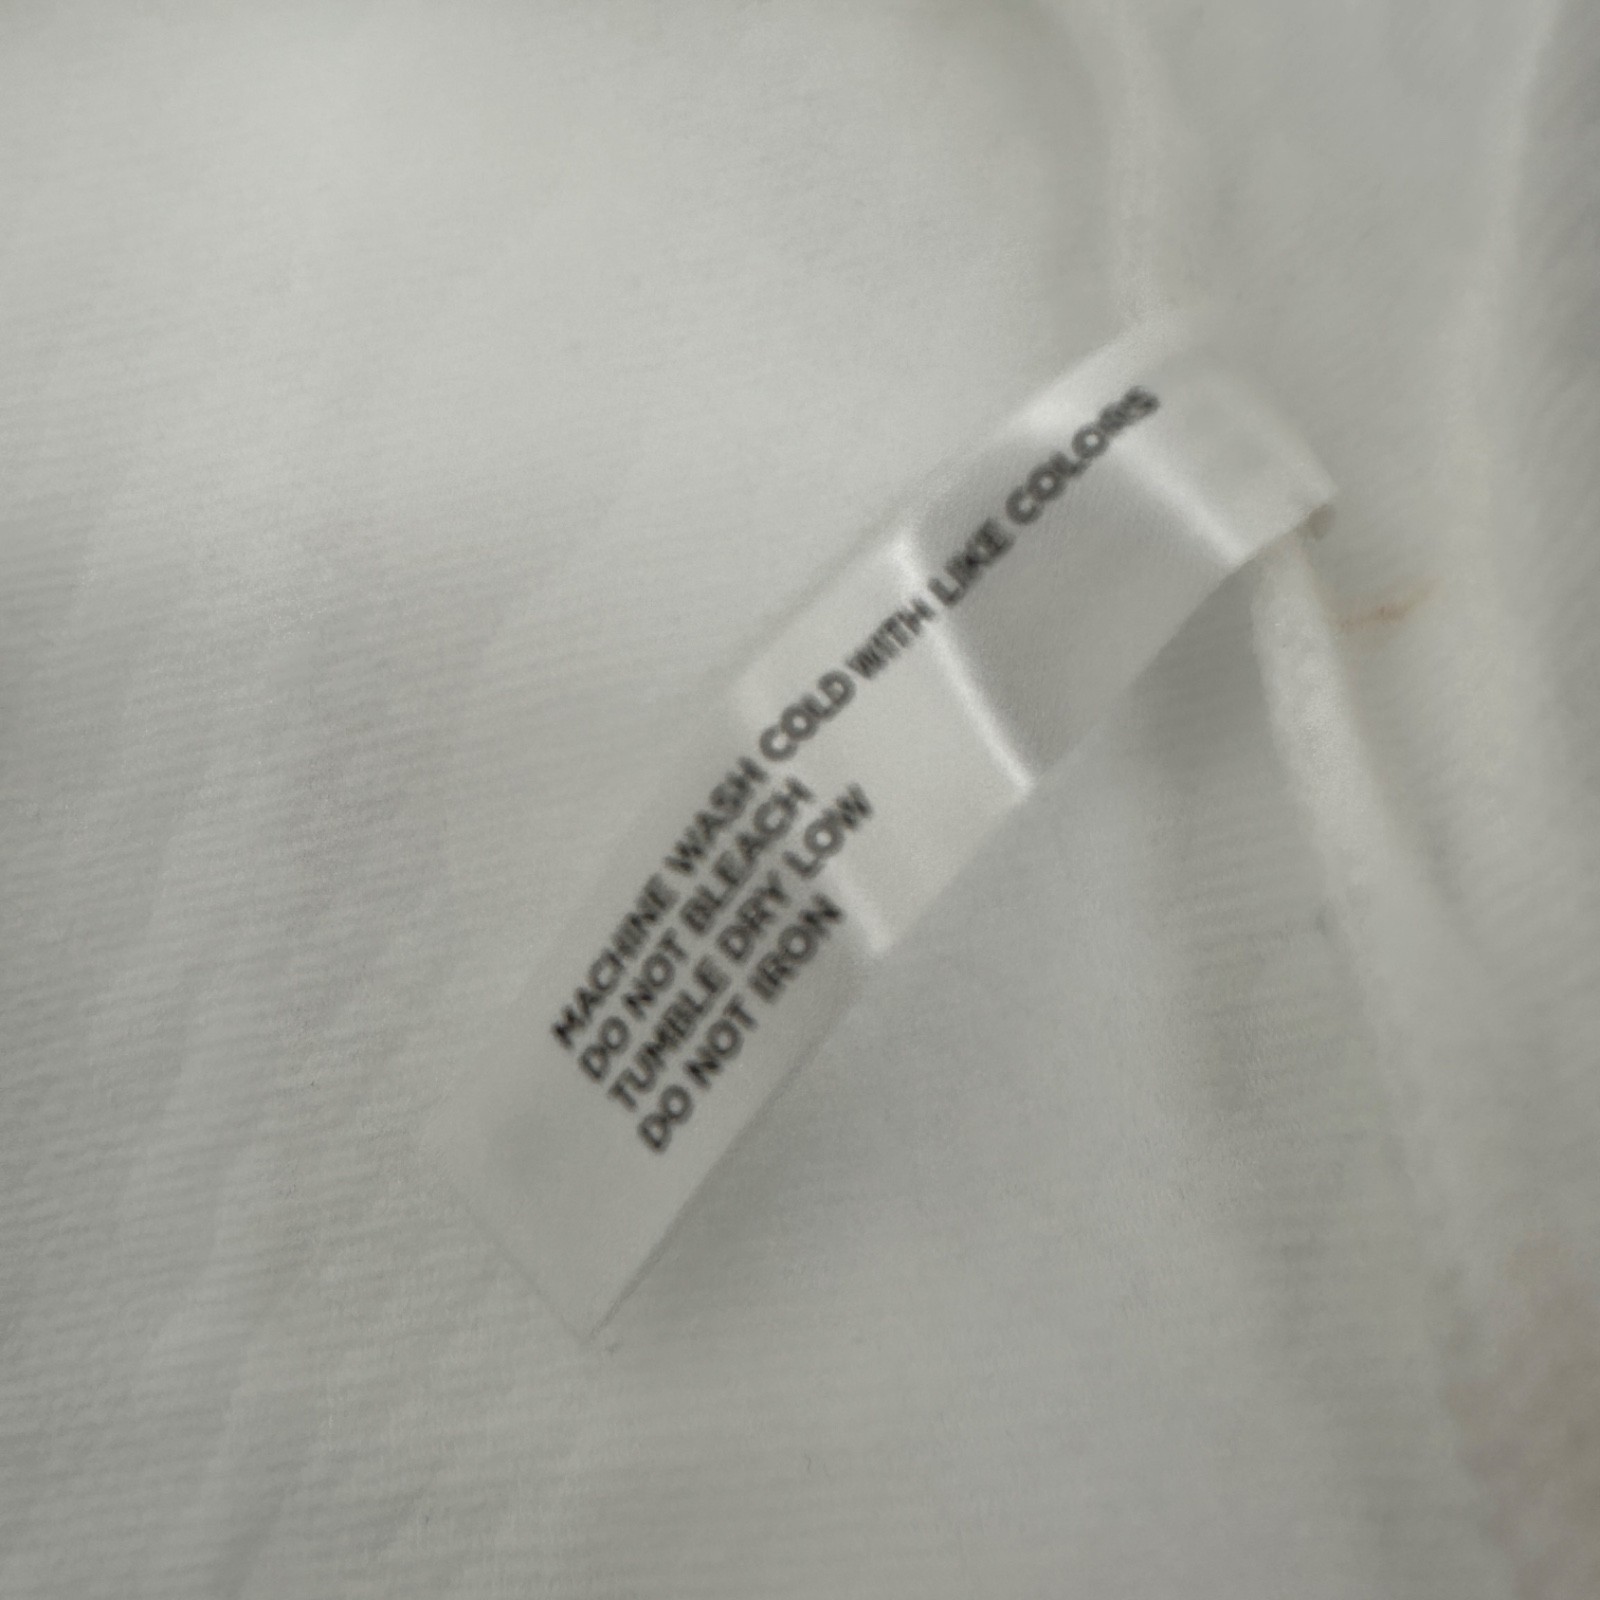 MACHINE WASH COLD WITH LIKE COLORS
DO NOT BLEACH
TUMBLE DRY LOW
DO NOT IRON